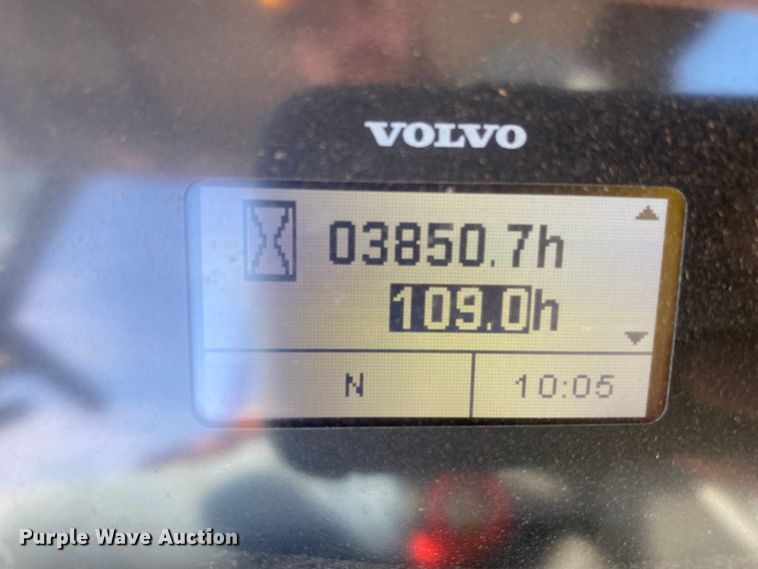 VOLVO
03850.7h
109.0h
N 10:05
Purple Wave Auction